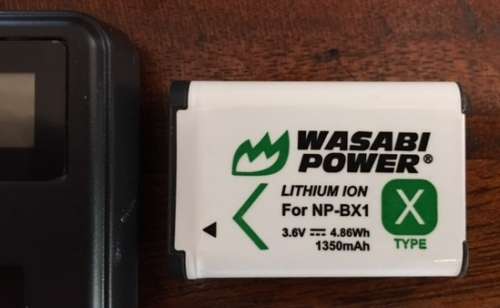 WASABI
POWER®
LITHIUM ION
For NP-BX1
3.6V ⎓ 4.86Wh
1350mAh
X
TYPE